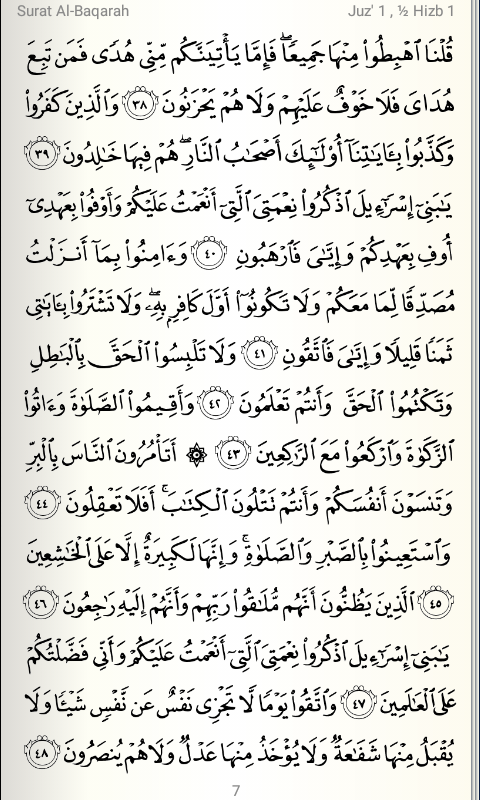 Surat Al-Baqarah Juz' 1 , ½ Hizb 1
قُلْنَا ٱهْبِطُوا۟ مِنْهَا جَمِيعًۭا ۖ فَإِمَّا يَأْتِيَنَّكُم مِّنِّى هُدًۭى فَمَن تَبِعَ
هُدَاىَ فَلَا خَوْفٌ عَلَيْهِمْ وَلَا هُمْ يَحْزَنُونَ ٣٨ وَٱلَّذِينَ كَفَرُوا۟
وَكَذَّبُوا۟ بِـَٔايَـٰتِنَآ أُو۟لَـٰٓئِكَ أَصْحَـٰبُ ٱلنَّارِ ۖ هُمْ فِيهَا خَـٰلِدُونَ ٣٩
يَـٰبَنِىٓ إِسْرَٰٓءِيلَ ٱذْكُرُوا۟ نِعْمَتِىَ ٱلَّتِىٓ أَنْعَمْتُ عَلَيْكُمْ وَأَوْفُوا۟ بِعَهْدِىٓ
أُوفِ بِعَهْدِكُمْ وَإِيَّـٰىَ فَٱرْهَبُونِ ٤٠ وَءَامِنُوا۟ بِمَآ أَنزَلْتُ
مُصَدِّقًۭا لِّمَا مَعَكُمْ وَلَا تَكُونُوٓا۟ أَوَّلَ كَافِرٍۭ بِهِۦ ۖ وَلَا تَشْتَرُوا۟ بِـَٔايَـٰتِى
ثَمَنًۭا قَلِيلًۭا وَإِيَّـٰىَ فَٱتَّقُونِ ٤١ وَلَا تَلْبِسُوا۟ ٱلْحَقَّ بِٱلْبَـٰطِلِ
وَتَكْتُمُوا۟ ٱلْحَقَّ وَأَنتُمْ تَعْلَمُونَ ٤٢ وَأَقِيمُوا۟ ٱلصَّلَوٰةَ وَءَاتُوا۟
ٱلزَّكَوٰةَ وَٱرْكَعُوا۟ مَعَ ٱلرَّٰكِعِينَ ٤٣ ۞ أَتَأْمُرُونَ ٱلنَّاسَ بِٱلْبِرِّ
وَتَنسَوْنَ أَنفُسَكُمْ وَأَنتُمْ تَتْلُونَ ٱلْكِتَـٰبَ ۚ أَفَلَا تَعْقِلُونَ ٤٤
وَٱسْتَعِينُوا۟ بِٱلصَّبْرِ وَٱلصَّلَوٰةِ ۚ وَإِنَّهَا لَكَبِيرَةٌ إِلَّا عَلَى ٱلْخَـٰشِعِينَ
٤٥ ٱلَّذِينَ يَظُنُّونَ أَنَّهُم مُّلَـٰقُوا۟ رَبِّهِمْ وَأَنَّهُمْ إِلَيْهِ رَٰجِعُونَ ٤٦
يَـٰبَنِىٓ إِسْرَٰٓءِيلَ ٱذْكُرُوا۟ نِعْمَتِىَ ٱلَّتِىٓ أَنْعَمْتُ عَلَيْكُمْ وَأَنِّى فَضَّلْتُكُمْ
عَلَى ٱلْعَـٰلَمِينَ ٤٧ وَٱتَّقُوا۟ يَوْمًۭا لَّا تَجْزِى نَفْسٌ عَن نَّفْسٍۢ شَيْـًۭٔا وَلَا
يُقْبَلُ مِنْهَا شَفَـٰعَةٌۭ وَلَا يُؤْخَذُ مِنْهَا عَدْلٌۭ وَلَا هُمْ يُنصَرُونَ ٤٨
7